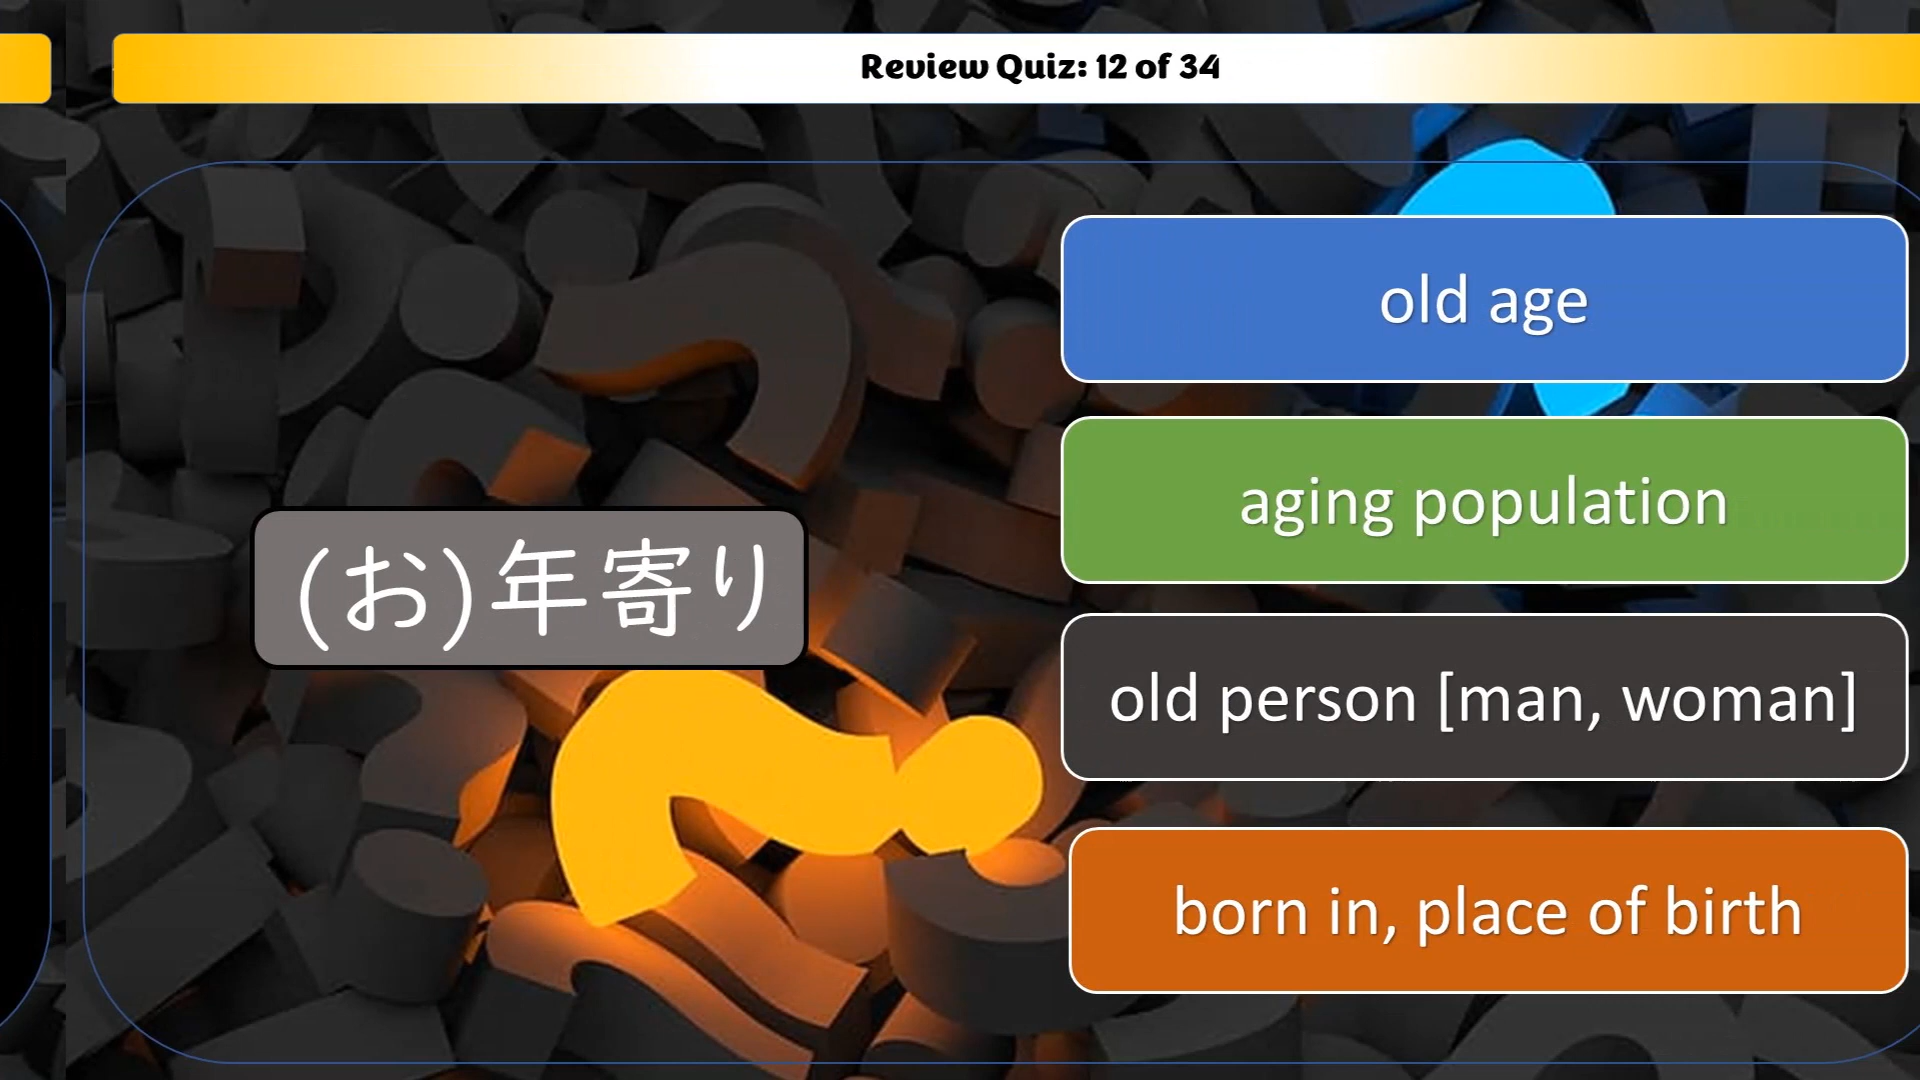 Review Quiz: 12 of 34
(お)年寄り
old age
aging population
old person [man, woman]
born in, place of birth